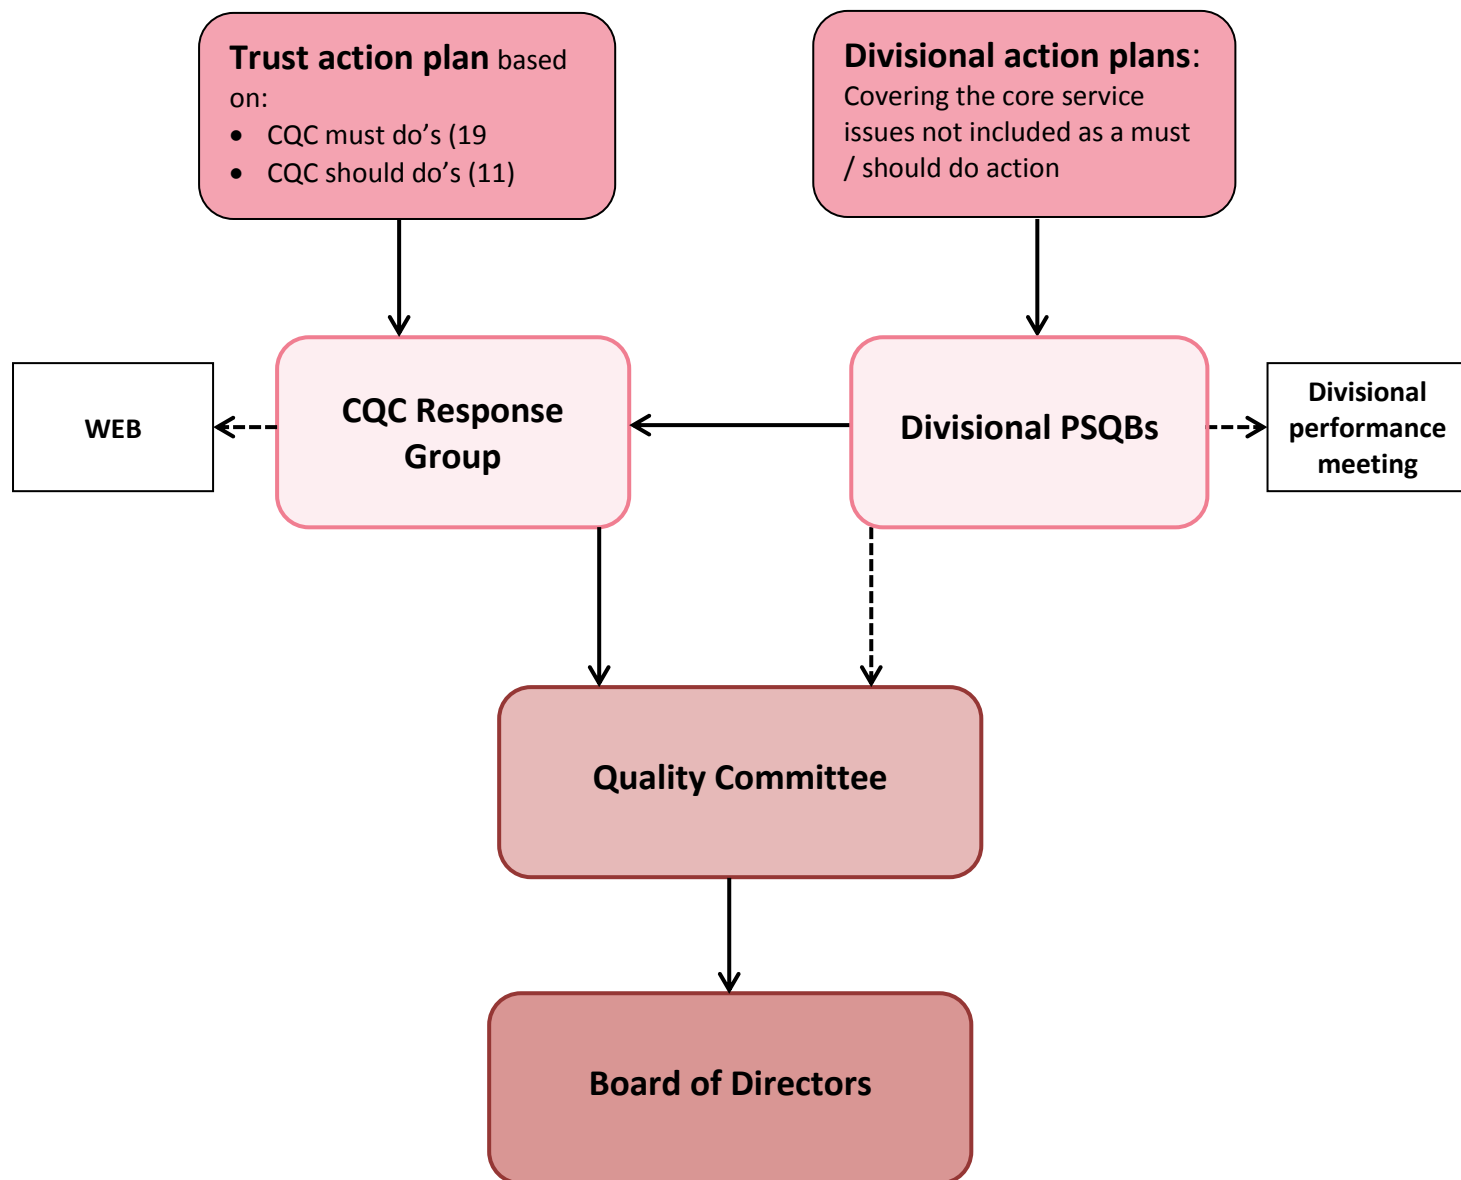 Trust action plan based
on:
• CQC must do’s (19
• CQC should do’s (11)
Divisional action plans:
Covering the core service
issues not included as a must
/ should do action
WEB
CQC Response
Group
Divisional PSQBs
Divisional
performance
meeting
Quality Committee
Board of Directors